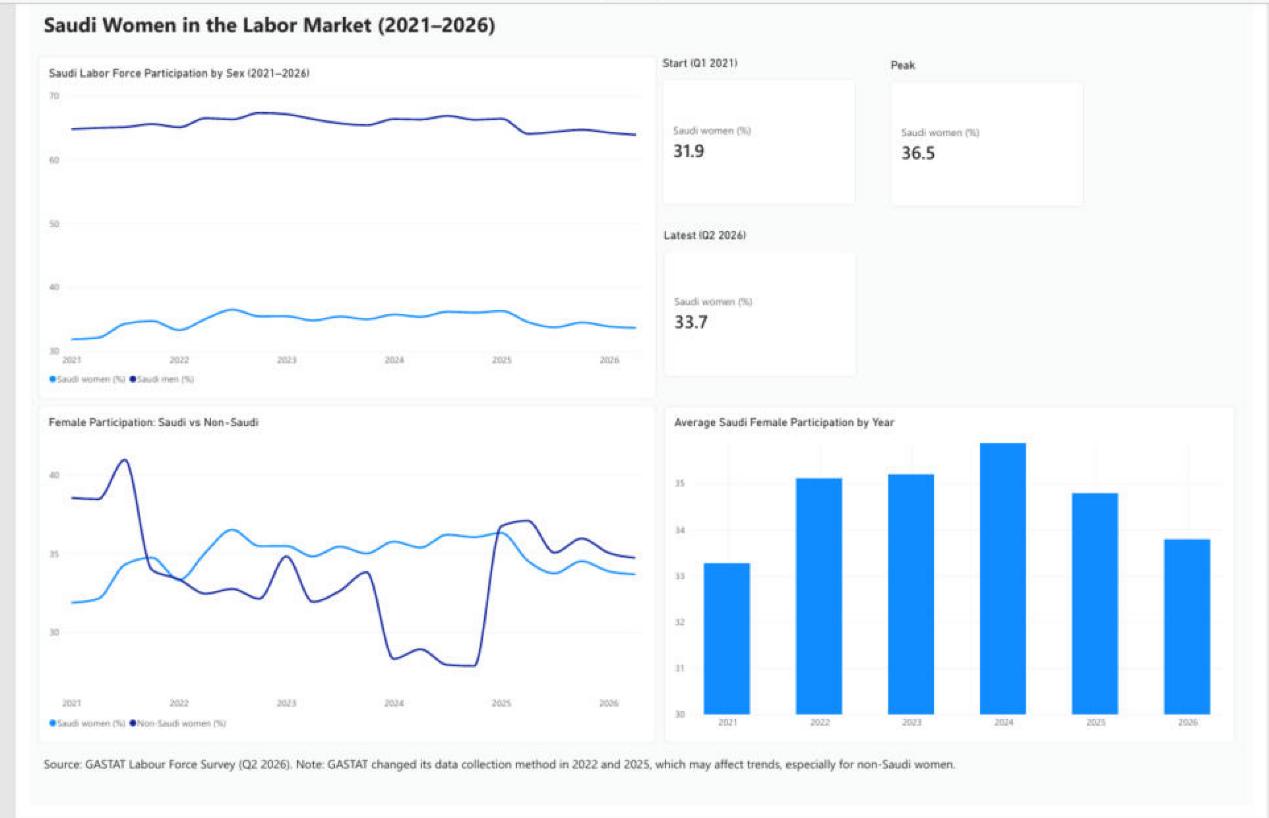 Saudi Women in the Labor Market (2021–2026)
Saudi Labor Force Participation by Sex (2021–2026)
70
60
50
40
30
2021 2022 2023 2024 2025 2026
Saudi women (%) Saudi men (%)
Start (Q1 2021)
Saudi women (%)
31.9
Peak
Saudi women (%)
36.5
Latest (Q2 2026)
Saudi women (%)
33.7
Female Participation: Saudi vs Non-Saudi
40
35
30
2021 2022 2023 2024 2025 2026
Saudi women (%) Non-Saudi women (%)
Average Saudi Female Participation by Year
35
34
33
32
31
30
2021 2022 2023 2024 2025 2026
Source: GASTAT Labour Force Survey (Q2 2026). Note: GASTAT changed its data collection method in 2022 and 2025, which may affect trends, especially for non-Saudi women.